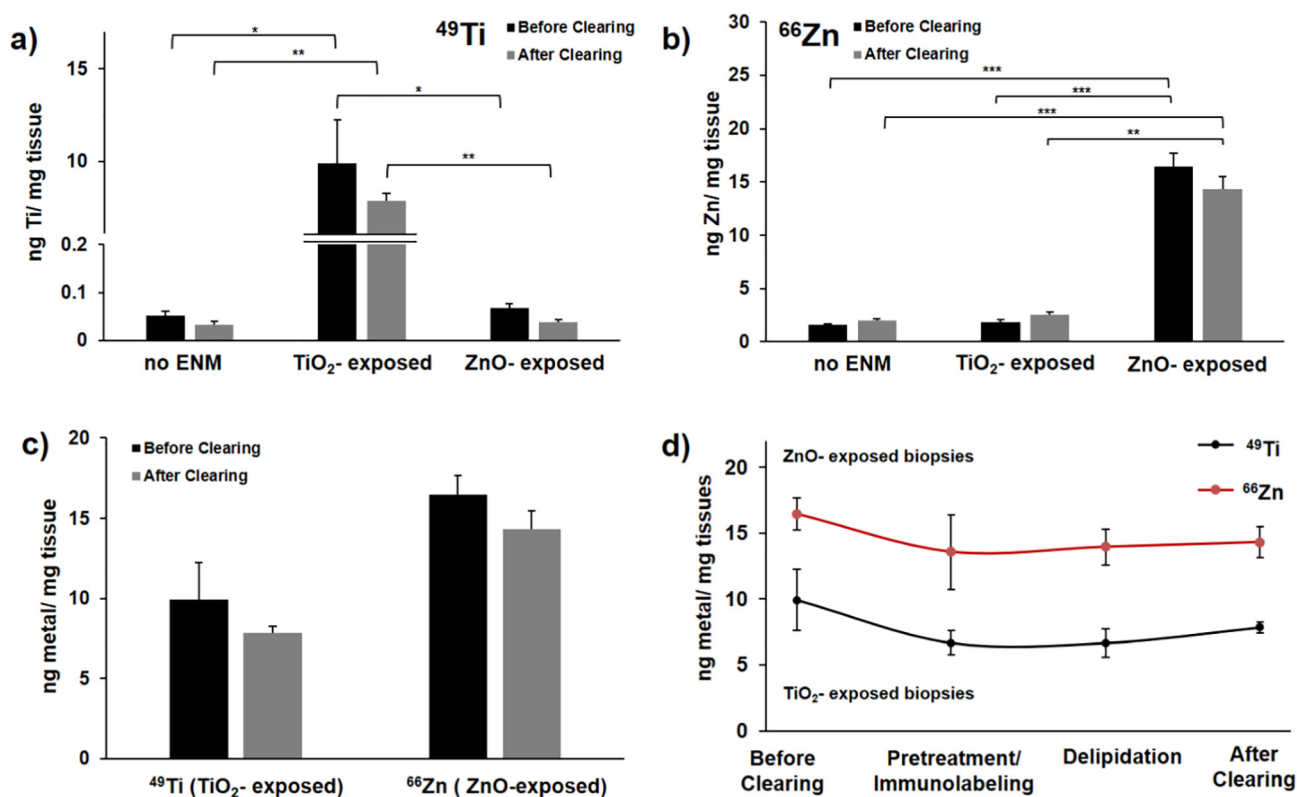 a)
⁴⁹Ti
Before Clearing
After Clearing
*
**
*
**
ng Ti/ mg tissue
15
10
0.2
0.1
0
no ENM
TiO₂- exposed
ZnO- exposed
b)
⁶⁶Zn
Before Clearing
After Clearing
***
***
***
**
ng Zn/ mg tissue
30
25
20
15
10
5
0
no ENM
TiO₂- exposed
ZnO- exposed
c)
Before Clearing
After Clearing
ng metal/ mg tissue
20
15
10
5
0
⁴⁹Ti (TiO₂- exposed)
⁶⁶Zn ( ZnO-exposed)
d)
ZnO- exposed biopsies
⁴⁹Ti
⁶⁶Zn
ng metal/ mg tissues
20
15
10
5
0
TiO₂- exposed biopsies
Before
Clearing
Pretreatment/
Immunolabeling
Delipidation
After
Clearing